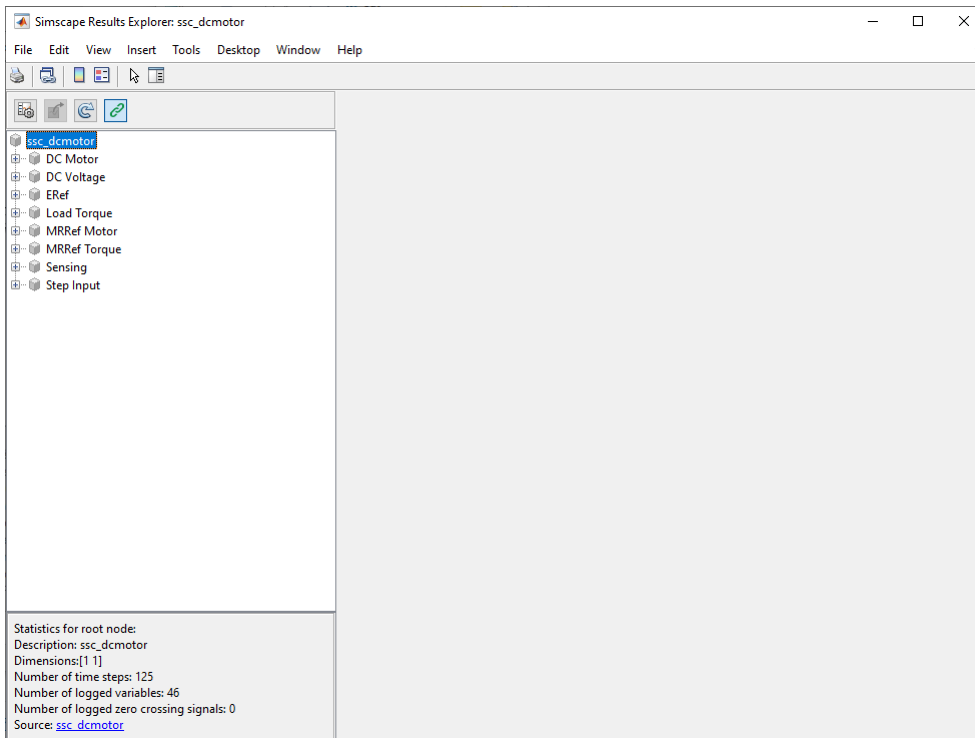 Simscape Results Explorer: ssc_dcmotor
File Edit View Insert Tools Desktop Window Help
ssc_dcmotor
DC Motor
DC Voltage
ERef
Load Torque
MRRef Motor
MRRef Torque
Sensing
Step Input
Statistics for root node:
Description: ssc_dcmotor
Dimensions:[1 1]
Number of time steps: 125
Number of logged variables: 46
Number of logged zero crossing signals: 0
Source: ssc_dcmotor